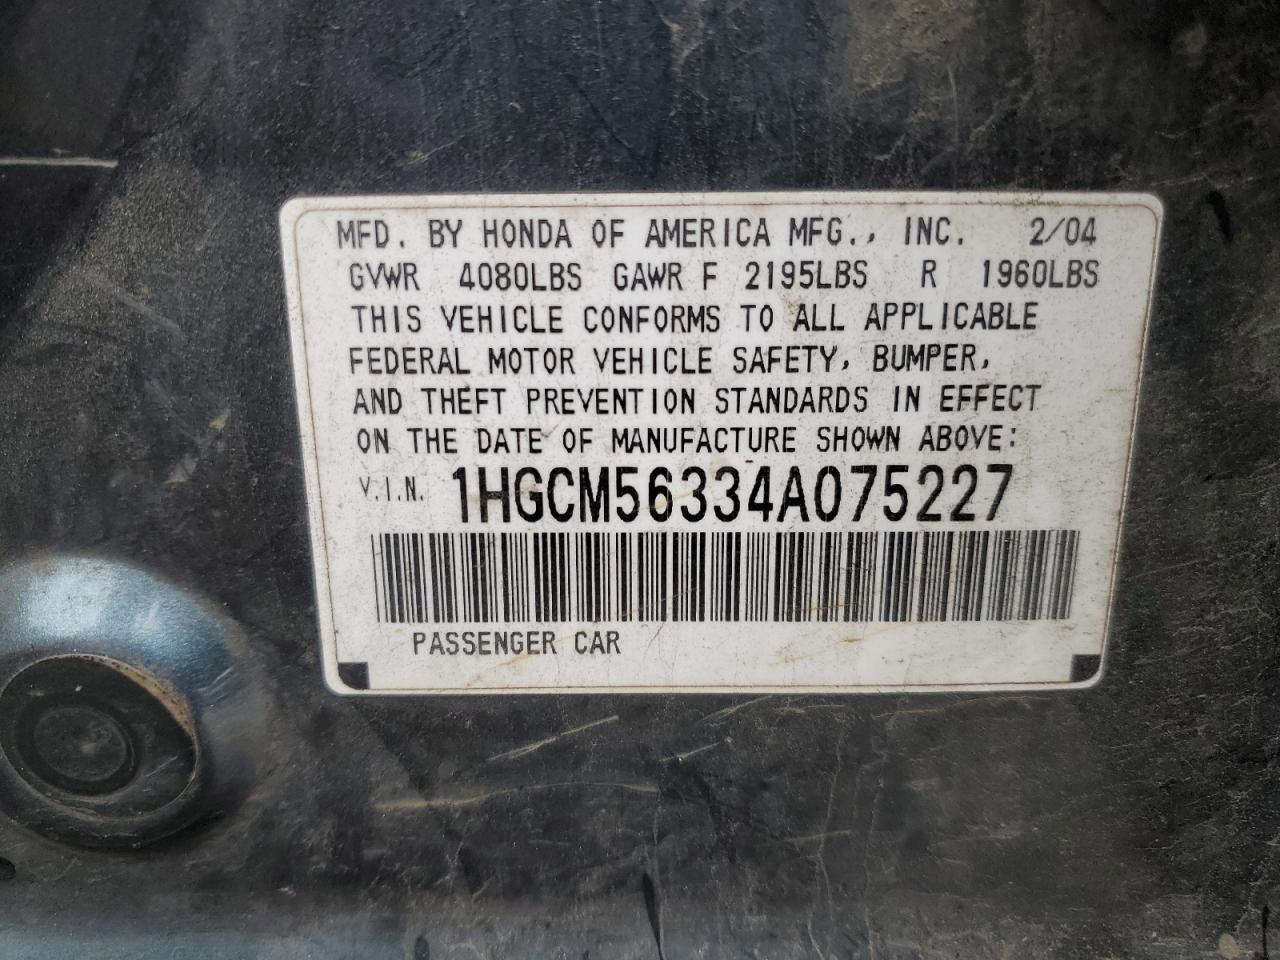 MFD. BY HONDA OF AMERICA MFG., INC. 2/04
GVWR 4080LBS GAWR F 2195LBS R 1960LBS
THIS VEHICLE CONFORMS TO ALL APPLICABLE
FEDERAL MOTOR VEHICLE SAFETY, BUMPER,
AND THEFT PREVENTION STANDARDS IN EFFECT
ON THE DATE OF MANUFACTURE SHOWN ABOVE:
V.I.N. 1HGCM56334A075227
PASSENGER CAR